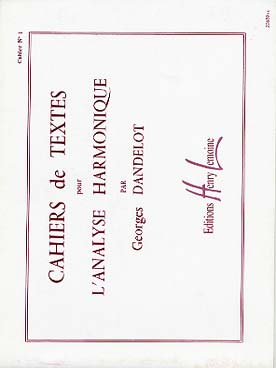 Cahier N° 1
CAHIERS de TEXTES
pour
L'ANALYSE HARMONIQUE
PAR
Georges DANDELOT
Editions
Henry Lemoine